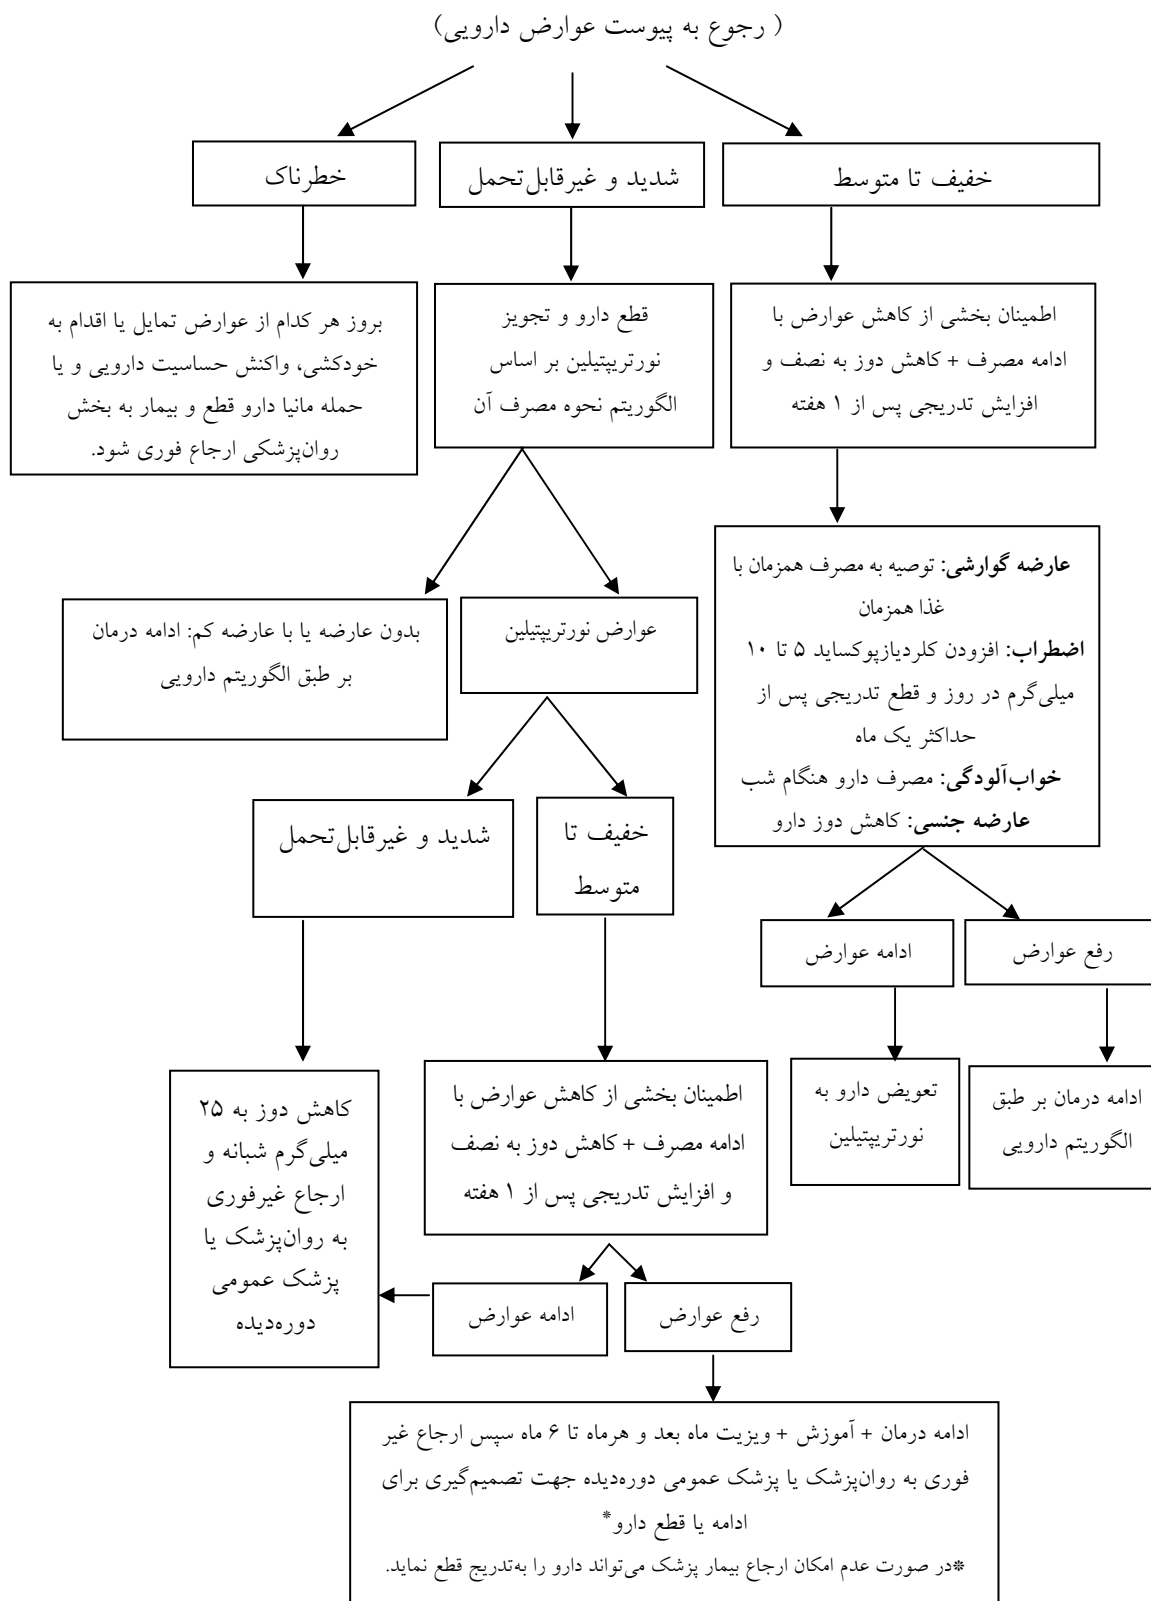 ( رجوع به پیوست عوارض دارویی)
خفیف تا متوسط
شدید و غیرقابل‌تحمل
خطرناک
اطمینان بخشی از کاهش عوارض با
ادامه مصرف + کاهش دوز به نصف و
افزایش تدریجی پس از ۱ هفته
قطع دارو و تجویز
نورتریپتیلین بر اساس
الگوریتم نحوه مصرف آن
بروز هر کدام از عوارض تمایل یا اقدام به
خودکشی، واکنش حساسیت دارویی و یا
حمله مانیا دارو قطع و بیمار به بخش
روان‌پزشکی ارجاع فوری شود.
عارضه گوارشی: توصیه به مصرف همزمان با
غذا همزمان
اضطراب: افزودن کلردیازپوکساید ۵ تا ۱۰
میلی‌گرم در روز و قطع تدریجی پس از
حداکثر یک ماه
خواب‌آلودگی: مصرف دارو هنگام شب
عارضه جنسی: کاهش دوز دارو
عوارض نورتریپتیلین
بدون عارضه یا با عارضه کم: ادامه درمان
بر طبق الگوریتم دارویی
خفیف تا
متوسط
شدید و غیرقابل‌تحمل
رفع عوارض
ادامه عوارض
ادامه درمان بر طبق
الگوریتم دارویی
تعویض دارو به
نورتریپتیلین
اطمینان بخشی از کاهش عوارض با
ادامه مصرف + کاهش دوز به نصف
و افزایش تدریجی پس از ۱ هفته
کاهش دوز به ۲۵
میلی‌گرم شبانه و
ارجاع غیرفوری
به روان‌پزشک یا
پزشک عمومی
دوره‌دیده
رفع عوارض
ادامه عوارض
ادامه درمان + آموزش + ویزیت ماه بعد و هرماه تا ۶ ماه سپس ارجاع غیر
فوری به روان‌پزشک یا پزشک عمومی دوره‌دیده جهت تصمیم‌گیری برای
ادامه یا قطع دارو*
*در صورت عدم امکان ارجاع بیمار پزشک می‌تواند دارو را به‌تدریج قطع نماید.